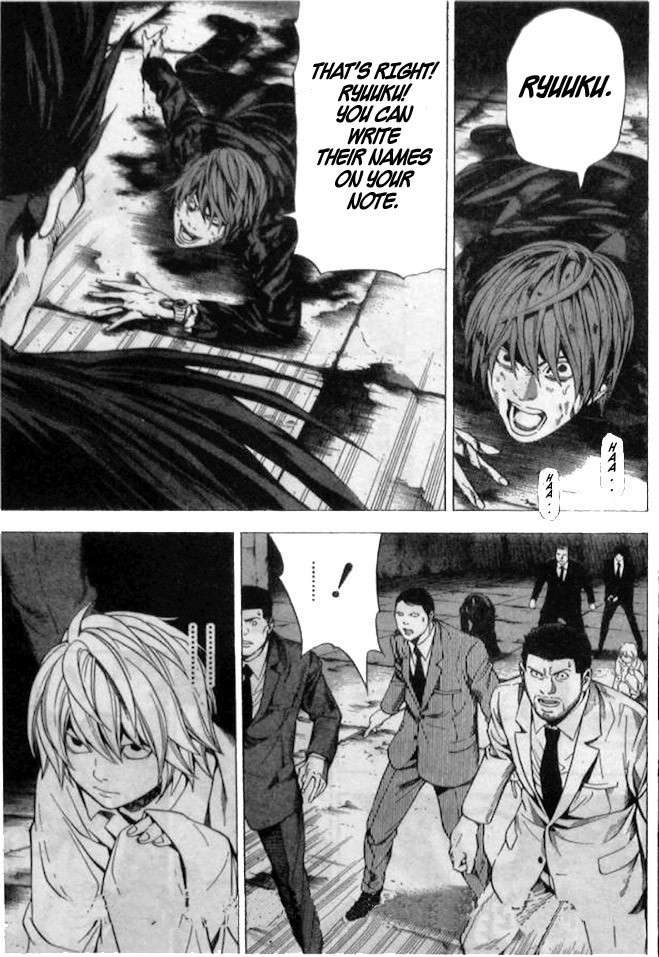 RYUUKU.
HAA..
HAA..
THAT'S RIGHT!
RYUUKU!
YOU CAN
WRITE
THEIR NAMES
ON YOUR
NOTE.
......!